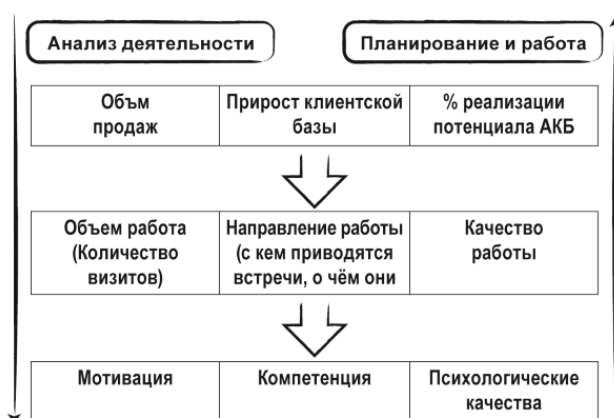 Анализ деятельности
Планирование и работа
Объм
продаж
Прирост клиентской
базы
% реализации
потенциала АКБ
Объем работа
(Количество
визитов)
Направление работы
(с кем приводятся
встречи, о чём они
Качество
работы
Мотивация
Компетенция
Психологические
качества